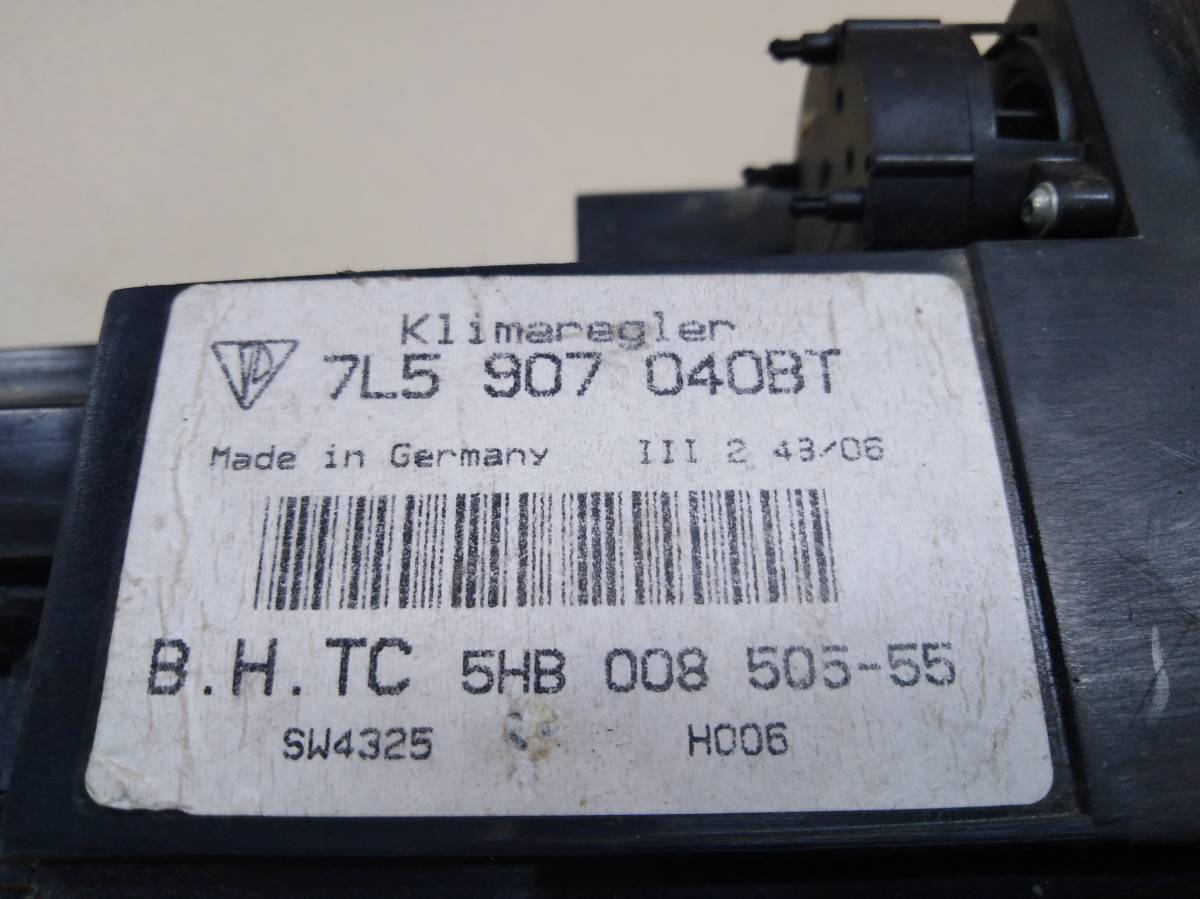 Klimaregler
7L5 907 040BT
Made in Germany III 2 43/06
B.H.TC 5HB 008 505-55
SW4325 H006